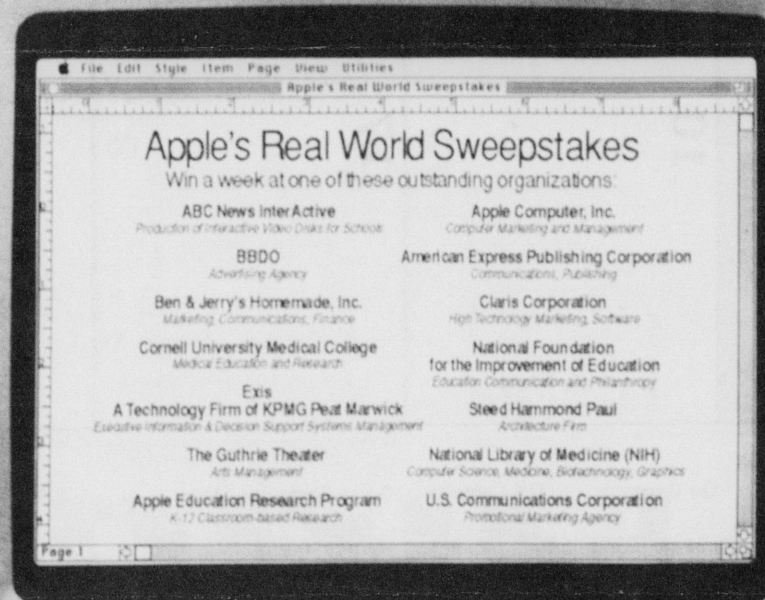 File Edit Style Item Page View Utilities
Apple's Real World Sweepstakes
Apple's Real World Sweepstakes
Win a week at one of these outstanding organizations:
ABC News InterActive
Production of Interactive Video Disks for Schools
BBDO
Advertising Agency
Ben & Jerry's Homemade, Inc.
Marketing, Communications, Finance
Cornell University Medical College
Medical Education and Research
Exis
A Technology Firm of KPMG Peat Marwick
Executive Information & Decision Support Systems Management
The Guthrie Theater
Arts Management
Apple Education Research Program
K-12 Classroom-based Research
Apple Computer, Inc.
Computer Marketing and Management
American Express Publishing Corporation
Communications, Publishing
Claris Corporation
High Technology Marketing, Software
National Foundation
for the Improvement of Education
Education Communication and Philanthropy
Steed Hammond Paul
Architecture Firm
National Library of Medicine (NIH)
Computer Science, Medicine, Biotechnology, Graphics
U.S. Communications Corporation
Promotional Marketing Agency
Page 1